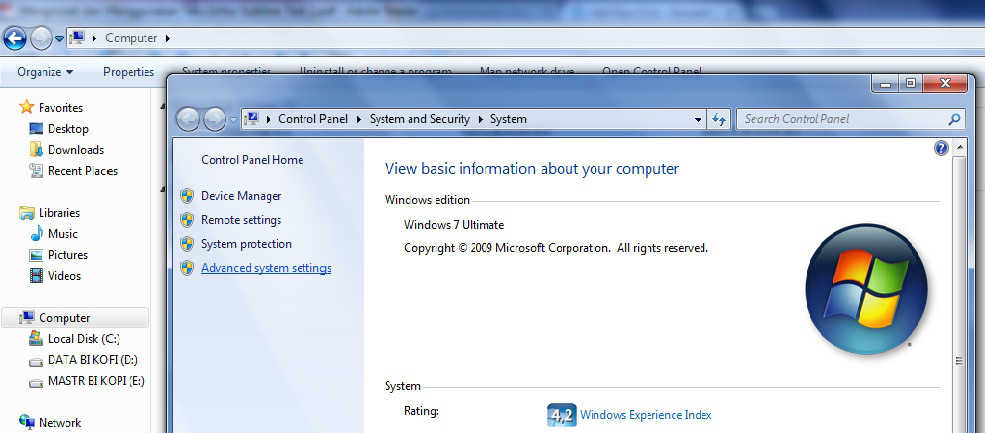 Computer
Organize
Properties
System properties
Uninstall or change a program
Map network drive
Open Control Panel
Favorites
Desktop
Downloads
Recent Places
Libraries
Music
Pictures
Videos
Computer
Local Disk (C:)
DATA BI KOFI (D:)
MASTR BI KOPI (E:)
Network
Control Panel
System and Security
System
Search Control Panel
Control Panel Home
Device Manager
Remote settings
System protection
Advanced system settings
View basic information about your computer
Windows edition
Windows 7 Ultimate
Copyright © 2009 Microsoft Corporation. All rights reserved.
System
Rating:
4,2 Windows Experience Index